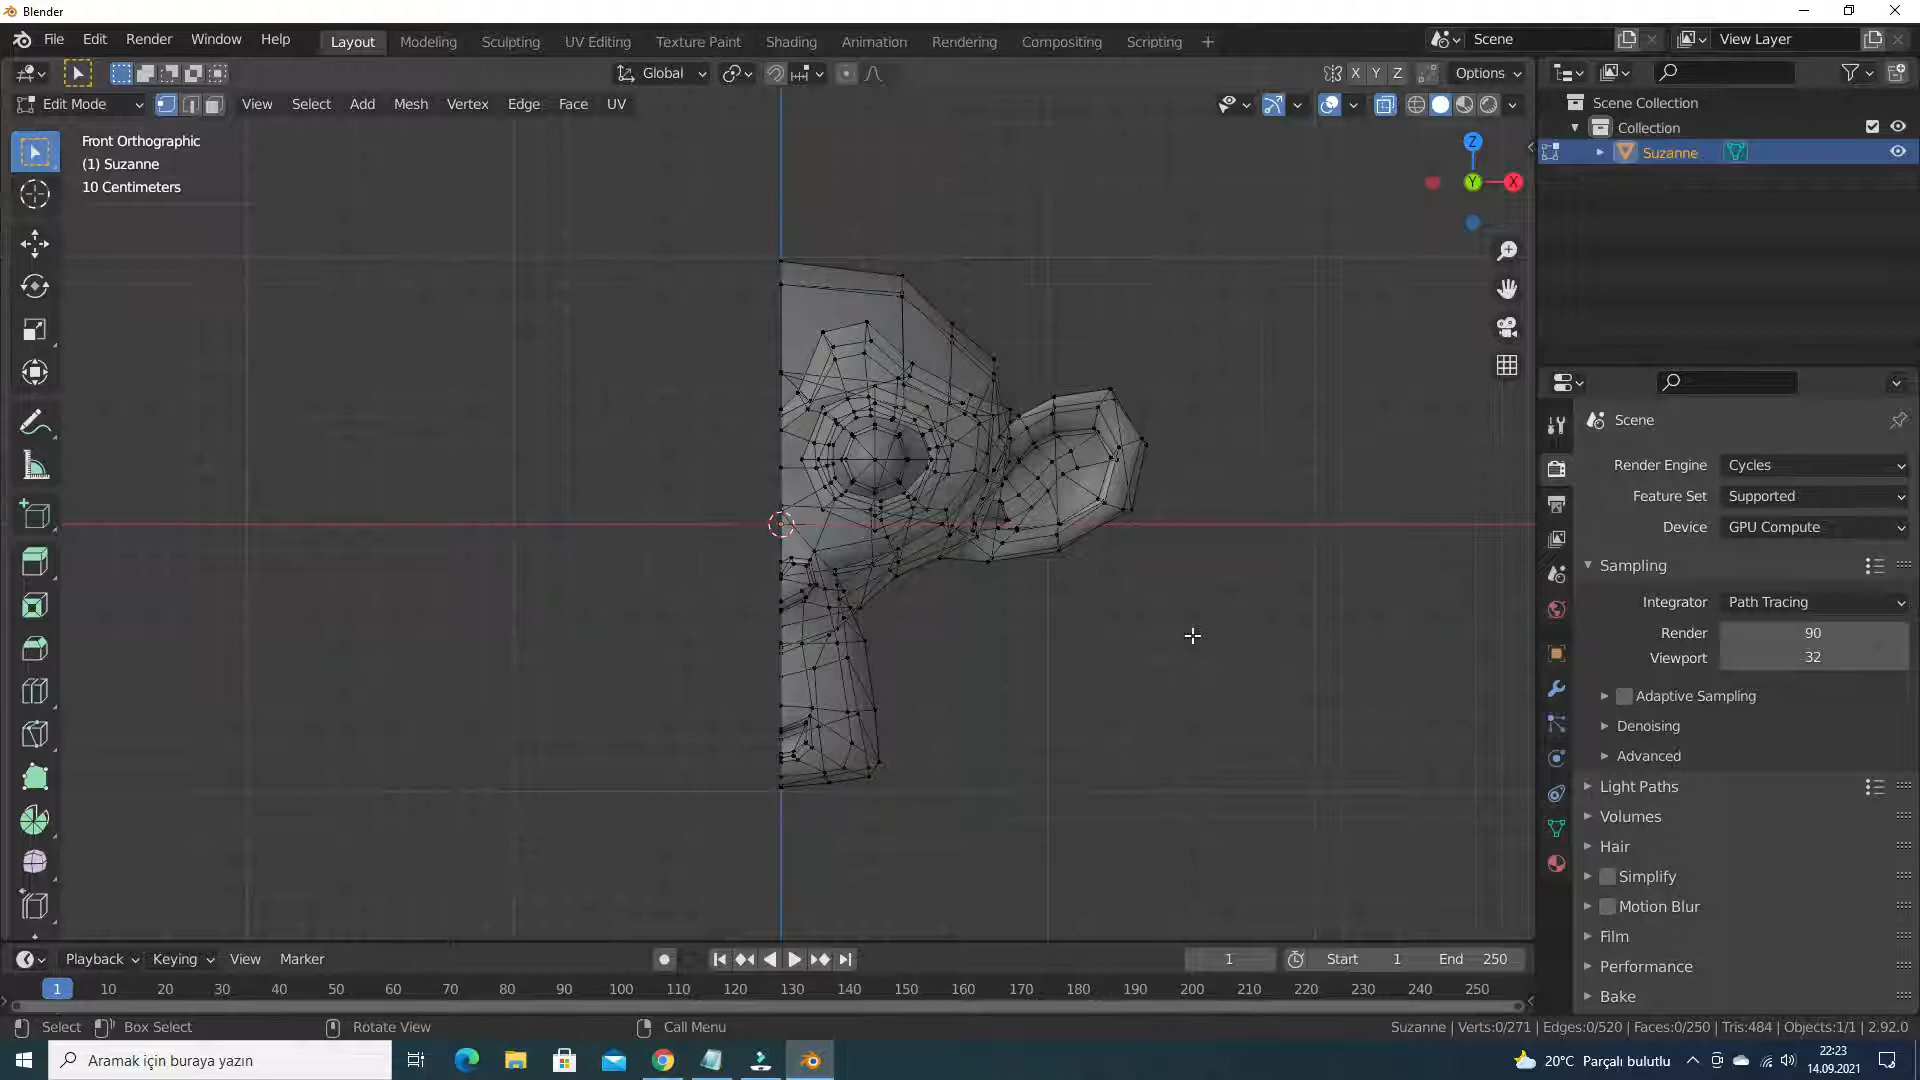 Blender
File Edit Render Window Help Layout Modeling Sculpting UV Editing Texture Paint Shading Animation Rendering Compositing Scripting + Scene View Layer
Global X Y Z Options
Edit Mode View Select Add Mesh Vertex Edge Face UV
Scene Collection
Collection
Suzanne
Front Orthographic
(1) Suzanne
10 Centimeters
Z
Y X
Scene
Render Engine Cycles
Feature Set Supported
Device GPU Compute
Sampling
Integrator Path Tracing
Render 90
Viewport 32
Adaptive Sampling
Denoising
Advanced
Light Paths
Volumes
Hair
Simplify
Motion Blur
Film
Performance
Bake
Playback Keying View Marker 1 Start 1 End 250
1 10 20 30 40 50 60 70 80 90 100 110 120 130 140 150 160 170 180 190 200 210 220 230 240 250
Select Box Select Rotate View Call Menu Suzanne | Verts:0/271 | Edges:0/520 | Faces:0/250 | Tris:484 | Objects:1/1 | 2.92.0
Aramak için buraya yazın 20°C Parçalı bulutlu 22:23
14.09.2021